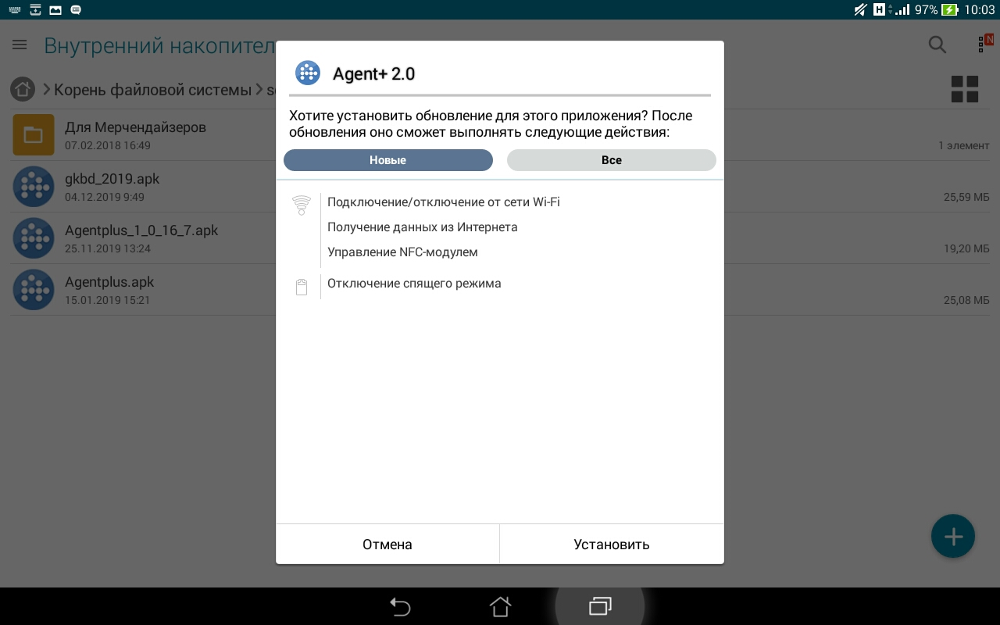 97% 10:03
Внутренний накопител
Корень файловой системы
Для Мерчендайзеров
07.02.2018 16:49
1 элемент
gkbd_2019.apk
04.12.2019 9:49
25,59 МБ
Agentplus_1_0_16_7.apk
25.11.2019 13:24
19,20 МБ
Agentplus.apk
15.01.2019 15:21
25,08 МБ
N
H
Agent+ 2.0
Хотите установить обновление для этого приложения? После
обновления оно сможет выполнять следующие действия:
Новые
Все
Подключение/отключение от сети Wi-Fi
Получение данных из Интернета
Управление NFC-модулем
Отключение спящего режима
Отмена
Установить